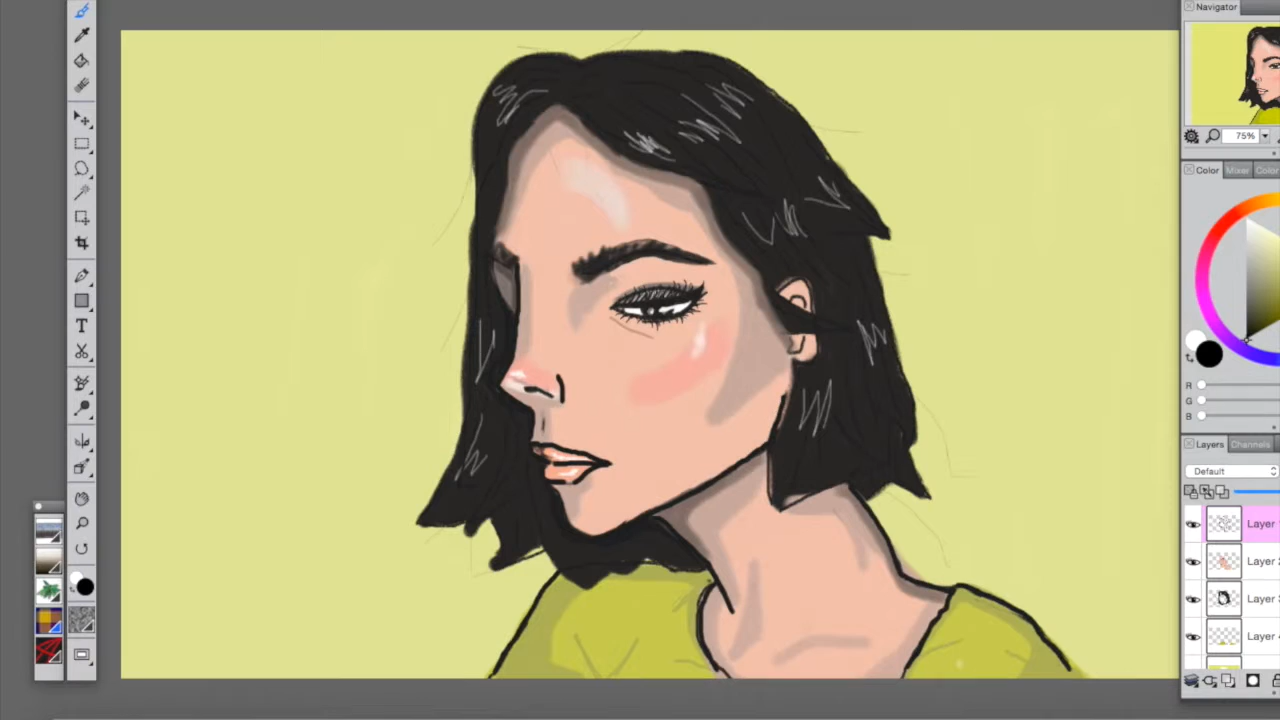 Navigator
75%
Color Mixer Color
R
G
B
Layers Channels
Default
Layer
Layer
Layer
Layer
T